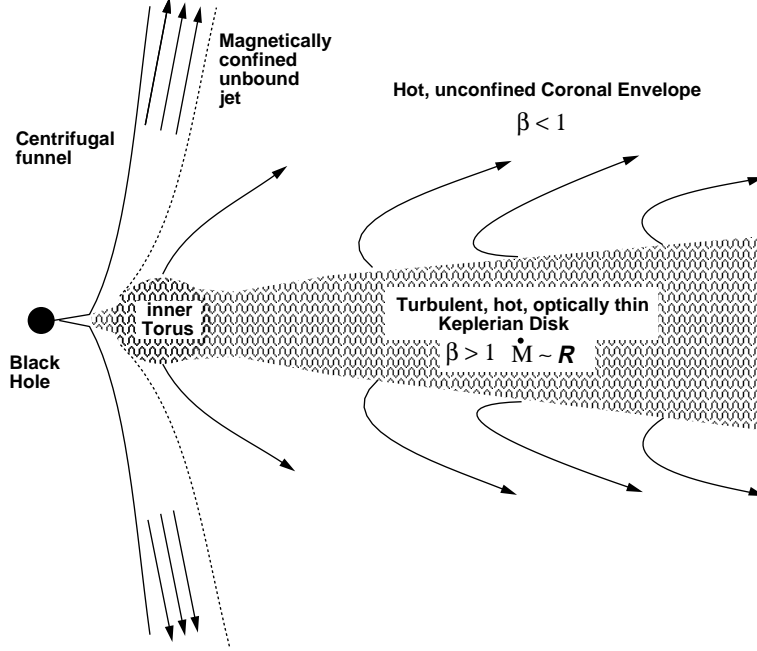 Magnetically
confined
unbound
jet
Hot, unconfined Coronal Envelope
β < 1
Centrifugal
funnel
inner
Torus
Turbulent, hot, optically thin
Keplerian Disk
β > 1 Ṁ ~ R
Black
Hole